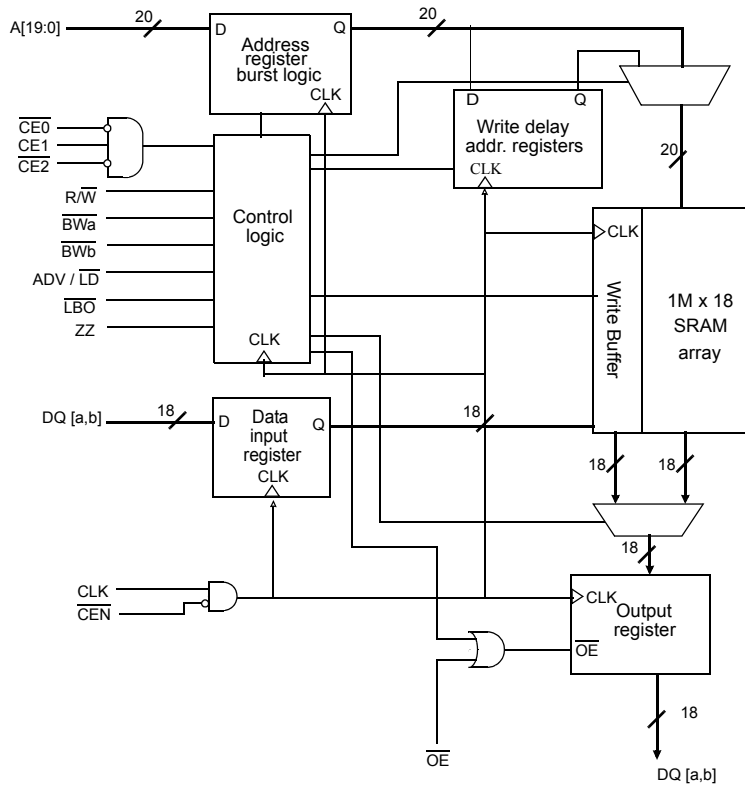 A[19:0]
20
D
Q
Address
register
burst logic
CLK
20
D
Q
Write delay
addr. registers
CLK
20
CE0
CE1
CE2
R/W
BWa
BWb
ADV / LD
LBO
ZZ
Control
logic
CLK
CLK
Write Buffer
1M x 18
SRAM
array
DQ [a,b]
18
D
Q
Data
input
register
CLK
18
18
18
18
CLK
CEN
CLK
Output
register
OE
OE
18
DQ [a,b]